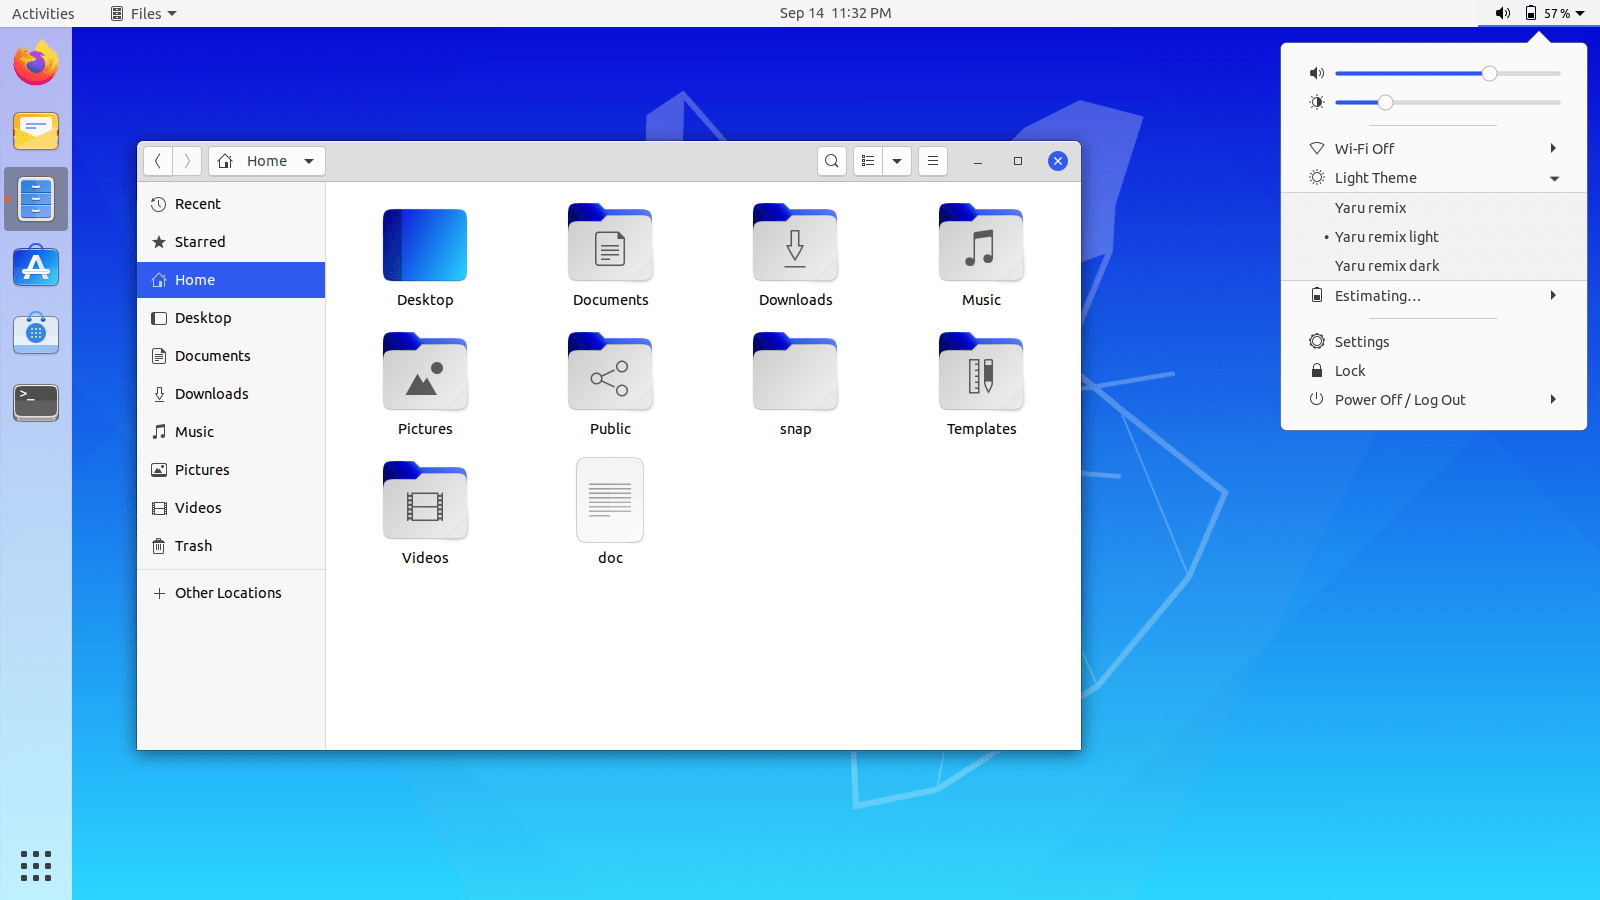 Activities
Files
Sep 14 11:32 PM
57 %
Home
Recent
Starred
Home
Desktop
Documents
Downloads
Music
Pictures
Videos
Trash
Other Locations
Desktop
Documents
Downloads
Music
Pictures
Public
snap
Templates
Videos
doc
Wi-Fi Off
Light Theme
Yaru remix
• Yaru remix light
Yaru remix dark
Estimating…
Settings
Lock
Power Off / Log Out
>_